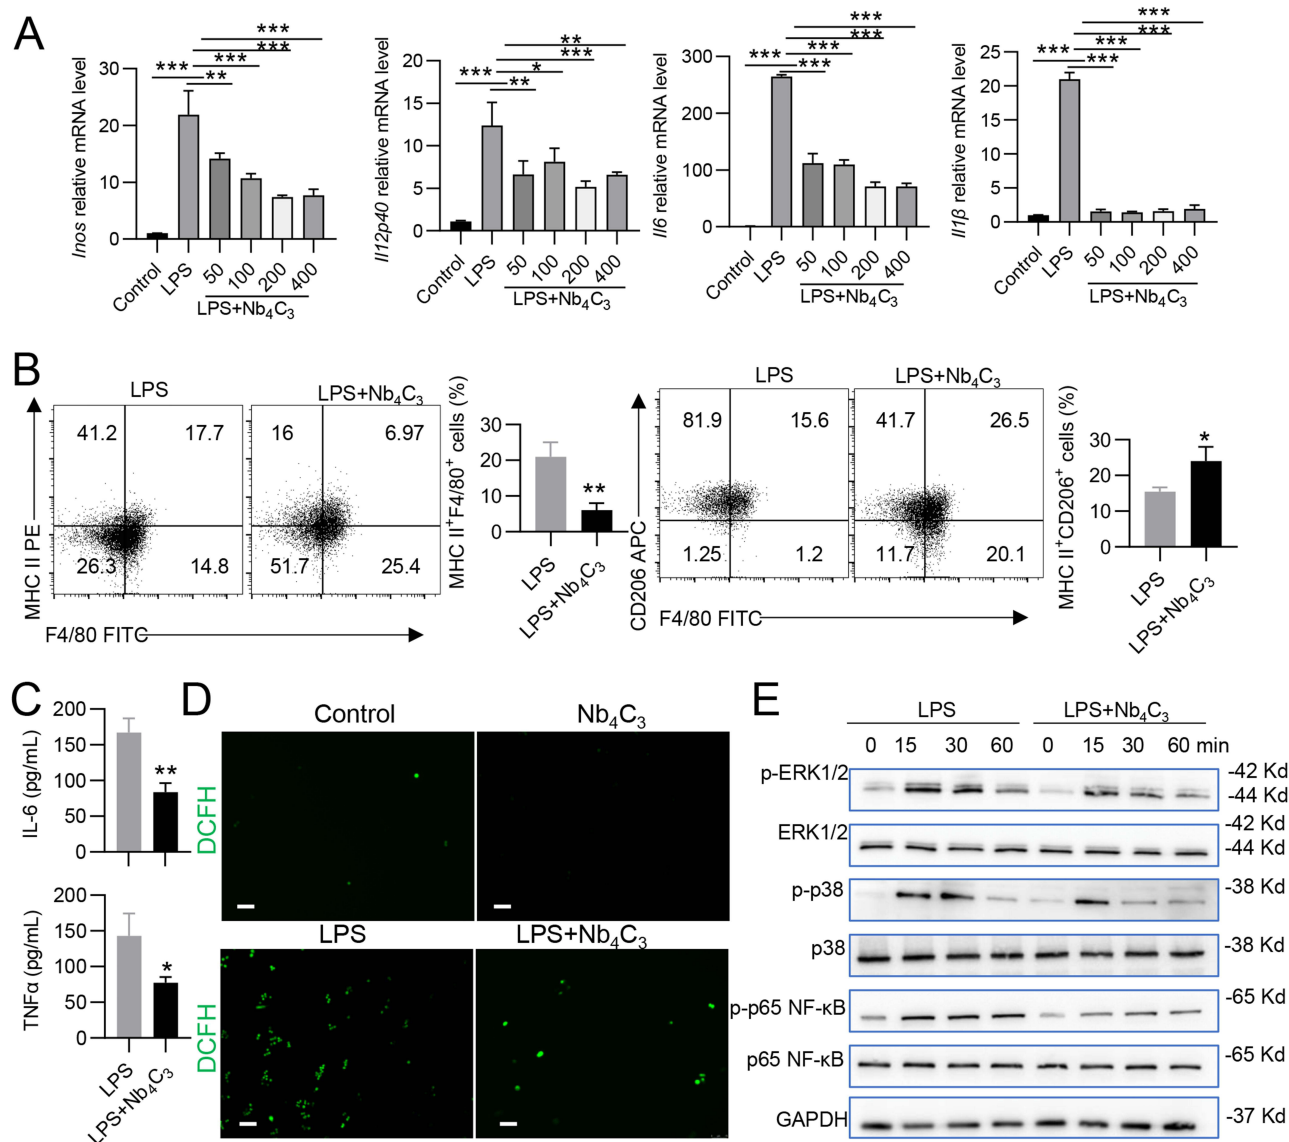 A
Inos relative mRNA level
30
20
10
0
***
**
***
***
***
Control
LPS
50
100
200
400
LPS+Nb₄C₃
Il12p40 relative mRNA level
20
15
10
5
0
***
**
*
***
**
Control
LPS
50
100
200
400
LPS+Nb₄C₃
Il6 relative mRNA level
300
200
100
0
***
***
***
***
***
Control
LPS
50
100
200
400
LPS+Nb₄C₃
Il1β relative mRNA level
25
20
15
10
5
0
***
***
***
***
***
Control
LPS
50
100
200
400
LPS+Nb₄C₃
B
LPS
LPS+Nb₄C₃
MHC II PE
41.2
17.7
26.3
14.8
16
6.97
51.7
25.4
F4/80 FITC
MHC II⁺F4/80⁺ cells (%)
30
20
10
0
**
LPS
LPS+Nb₄C₃
LPS
LPS+Nb₄C₃
CD206 APC
81.9
15.6
1.25
1.2
41.7
26.5
11.7
20.1
F4/80 FITC
MHC II⁺CD206⁺ cells (%)
30
20
10
0
*
LPS
LPS+Nb₄C₃
C
IL-6 (pg/mL)
200
150
100
50
0
**
TNFα (pg/mL)
200
150
100
50
0
*
LPS
LPS+Nb₄C₃
D
Control
Nb₄C₃
DCFH
LPS
LPS+Nb₄C₃
DCFH
E
LPS
LPS+Nb₄C₃
0 15 30 60 0 15 30 60 min
p-ERK1/2
-42 Kd
-44 Kd
ERK1/2
-42 Kd
-44 Kd
p-p38
-38 Kd
p38
-38 Kd
p-p65 NF-κB
-65 Kd
p65 NF-κB
-65 Kd
GAPDH
-37 Kd